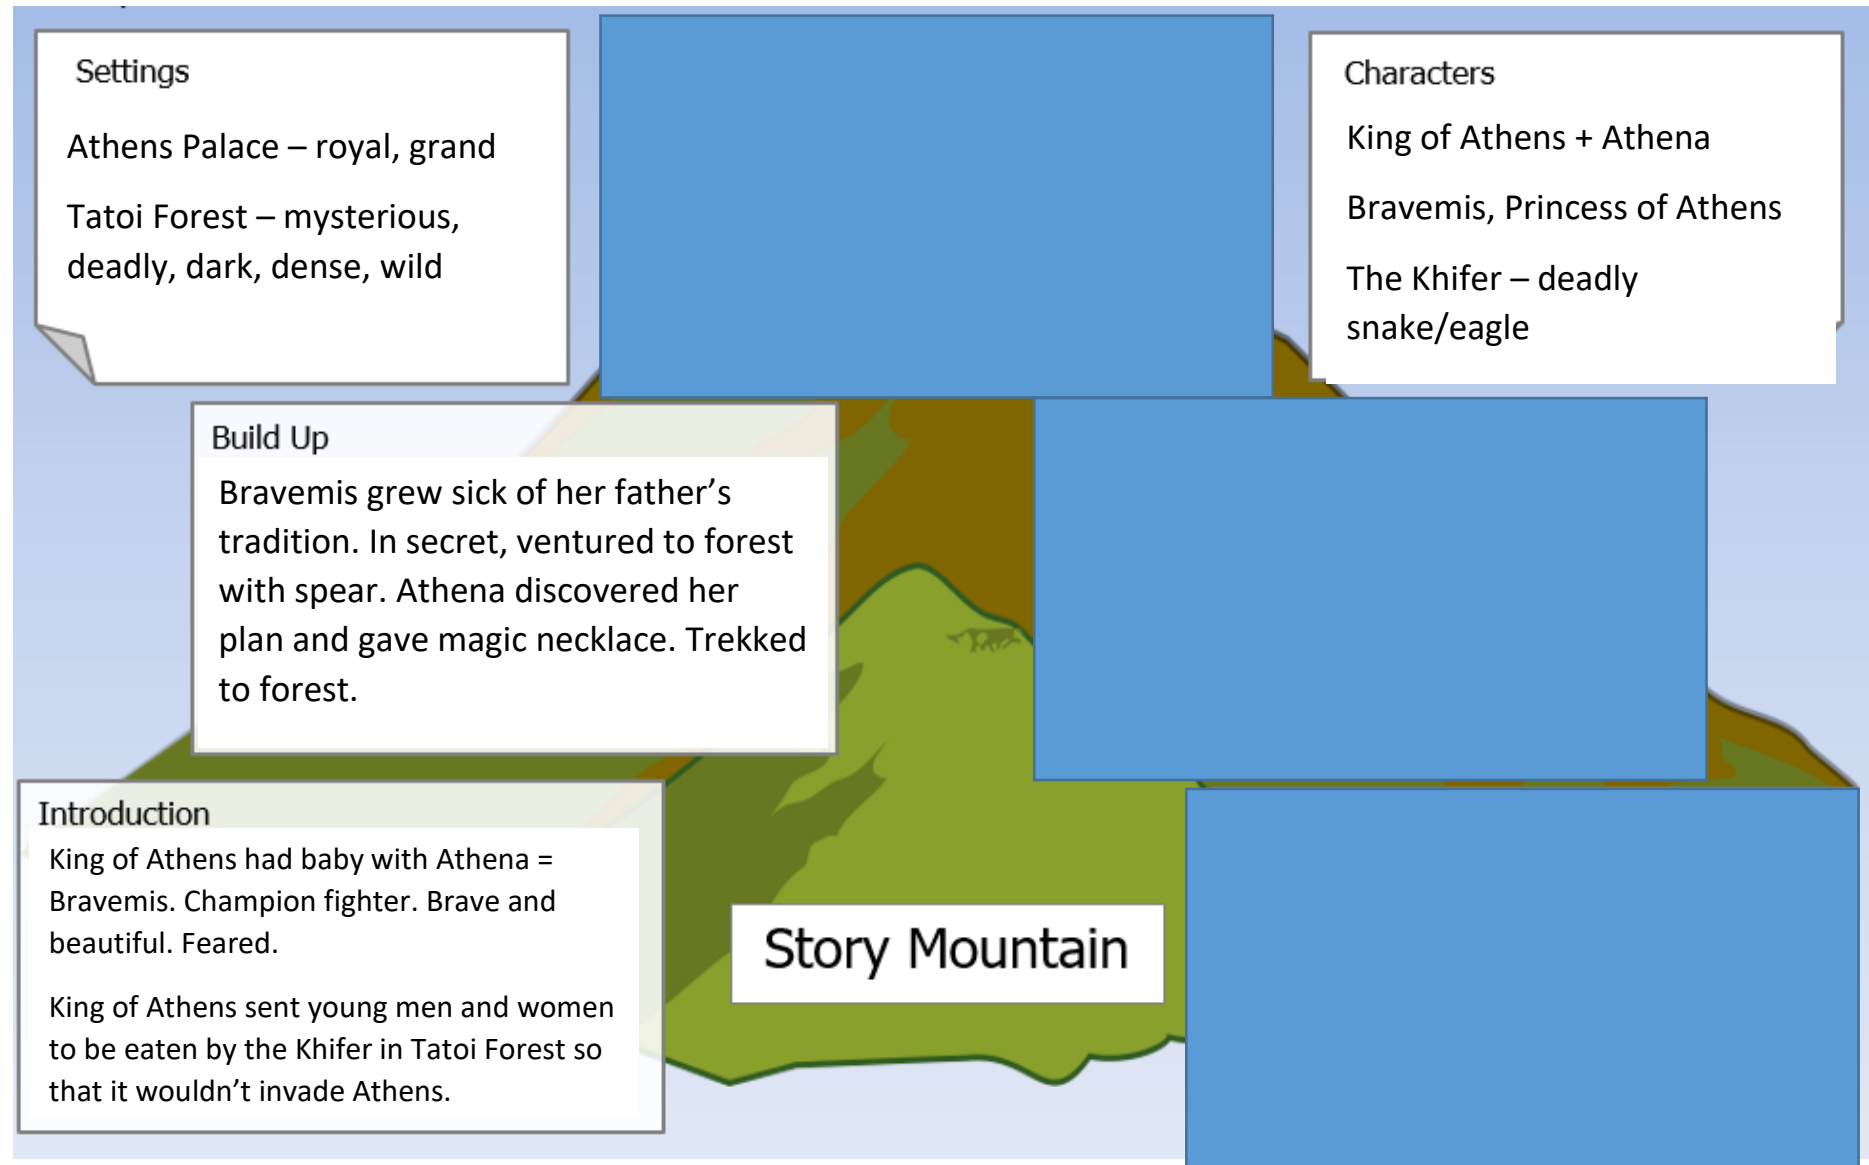 Settings
Athens Palace – royal, grand
Tatoi Forest – mysterious,
deadly, dark, dense, wild
Characters
King of Athens + Athena
Bravemis, Princess of Athens
The Khifer – deadly
snake/eagle
Build Up
Bravemis grew sick of her father’s
tradition. In secret, ventured to forest
with spear. Athena discovered her
plan and gave magic necklace. Trekked
to forest.
Introduction
King of Athens had baby with Athena =
Bravemis. Champion fighter. Brave and
beautiful. Feared.
King of Athens sent young men and women
to be eaten by the Khifer in Tatoi Forest so
that it wouldn’t invade Athens.
Story Mountain